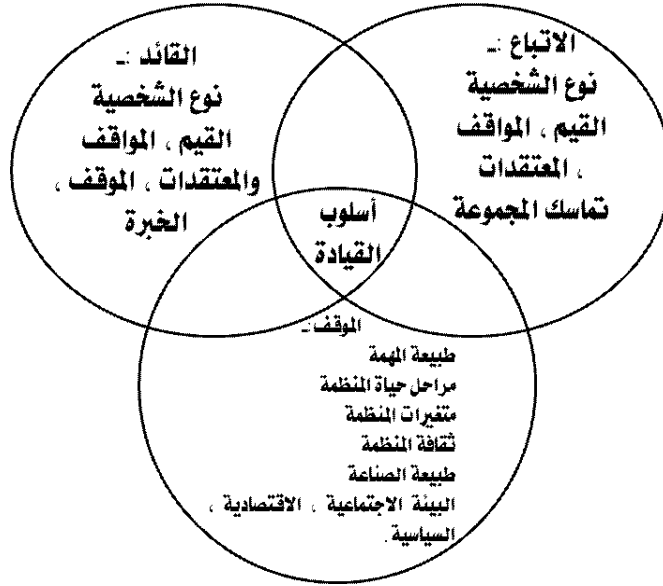 الاتباع :ـ
نوع الشخصية
القيم ، المواقف
، المعتقدات
تماسك المجموعة
القائد :ـ
نوع الشخصية
القيم ، المواقف
والمعتقدات ، الموقف ،
الخبرة
أسلوب
القيادة
الموقف:ـ
طبيعة المهمة
مراحل حياة المنظمة
متغيرات المنظمة
ثقافة المنظمة
طبيعة الصناعة
البيئة الاجتماعية ، الاقتصادية ،
السياسية .